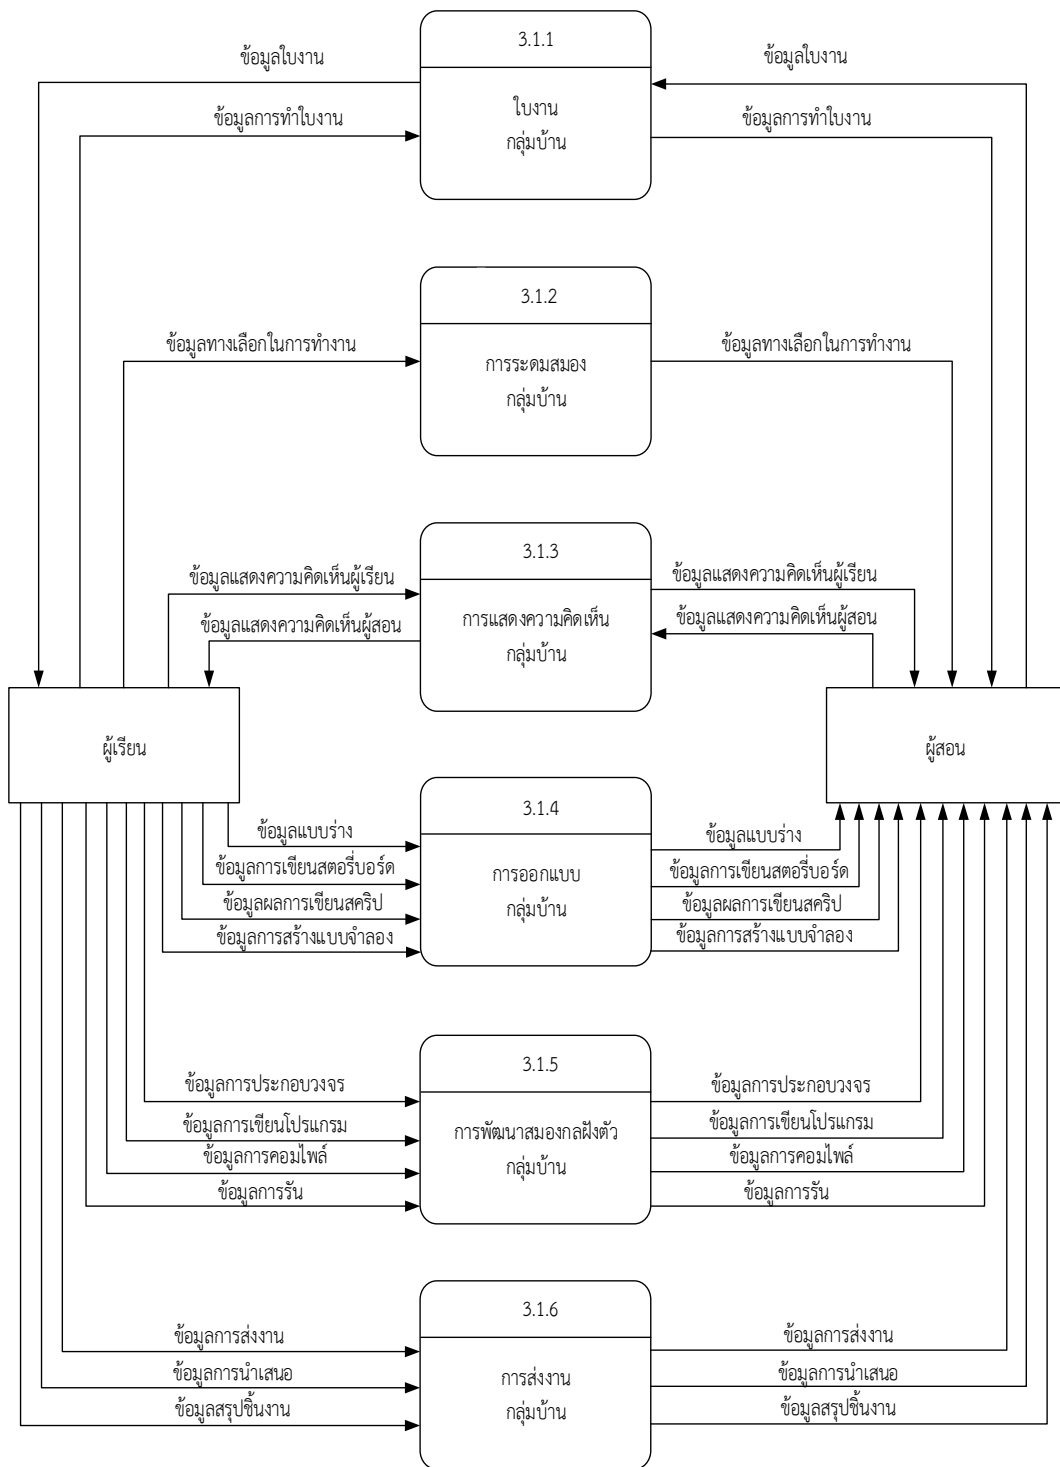 3.1.1
ข้อมูลใบงาน
ข้อมูลใบงาน
ใบงาน
ข้อมูลการทำใบงาน
ข้อมูลการทำใบงาน
กลุ่มบ้าน
3.1.2
ข้อมูลทางเลือกในการทำงาน
ข้อมูลทางเลือกในการทำงาน
การระดมสมอง
กลุ่มบ้าน
3.1.3
ข้อมูลแสดงความคิดเห็นผู้เรียน
ข้อมูลแสดงความคิดเห็นผู้เรียน
การแสดงความคิดเห็น
ข้อมูลแสดงความคิดเห็นผู้สอน
ข้อมูลแสดงความคิดเห็นผู้สอน
กลุ่มบ้าน
ผู้เรียน
ผู้สอน
3.1.4
ข้อมูลแบบร่าง
ข้อมูลแบบร่าง
ข้อมูลการเขียนสตอรี่บอร์ด
การออกแบบ
ข้อมูลการเขียนสตอรี่บอร์ด
ข้อมูลผลการเขียนสคริป
กลุ่มบ้าน
ข้อมูลผลการเขียนสคริป
ข้อมูลการสร้างแบบจำลอง
ข้อมูลการสร้างแบบจำลอง
3.1.5
ข้อมูลการประกอบวงจร
ข้อมูลการประกอบวงจร
ข้อมูลการเขียนโปรแกรม
การพัฒนาสมองกลฝังตัว
ข้อมูลการเขียนโปรแกรม
ข้อมูลการคอมไพล์
กลุ่มบ้าน
ข้อมูลการคอมไพล์
ข้อมูลการรัน
ข้อมูลการรัน
3.1.6
ข้อมูลการส่งงาน
ข้อมูลการส่งงาน
ข้อมูลการนำเสนอ
การส่งงาน
ข้อมูลการนำเสนอ
ข้อมูลสรุปชิ้นงาน
กลุ่มบ้าน
ข้อมูลสรุปชิ้นงาน